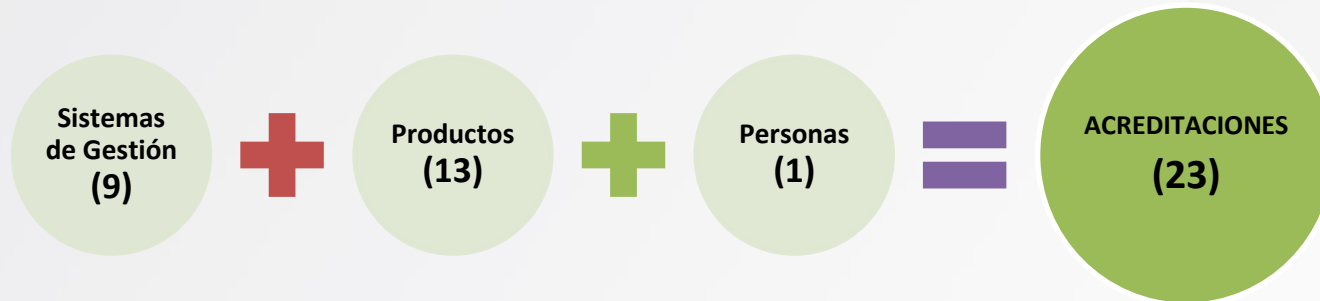 Sistemas
de Gestión
(9)
Productos
(13)
Personas
(1)
ACREDITACIONES
(23)